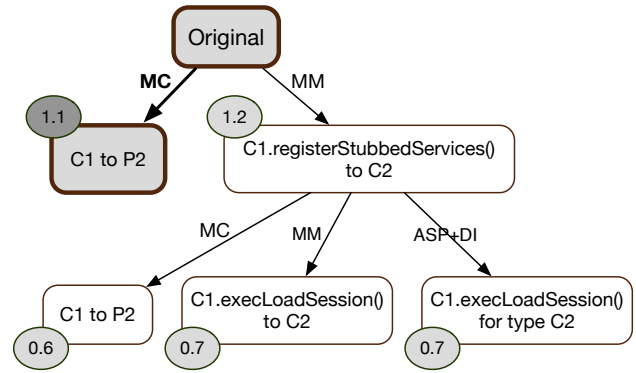 Original
MC
MM
1.1
1.2
C1 to P2
C1.registerStubbedServices()
to C2
MC
MM
ASP+DI
C1 to P2
C1.execLoadSession()
to C2
C1.execLoadSession()
for type C2
0.6
0.7
0.7